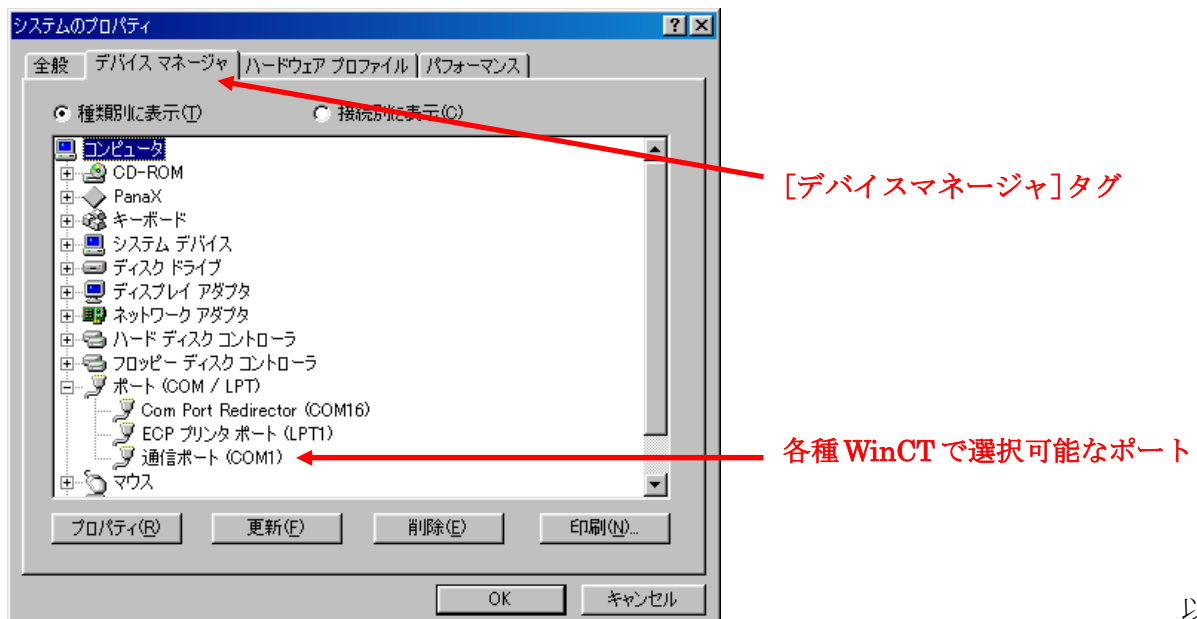 システムのプロパティ
全般 デバイス マネージャ ハードウェア プロファイル パフォーマンス
種類別に表示(T) 接続別に表示(C)
コンピュータ
CD-ROM
PanaX
[デバイスマネージャ]タグ
キーボード
システム デバイス
ディスク ドライブ
ディスプレイ アダプタ
ネットワーク アダプタ
ハード ディスク コントローラ
フロッピー ディスク コントローラ
ポート (COM / LPT)
Com Port Redirector (COM16)
ECP プリンタ ポート (LPT1)
通信ポート (COM1)
各種WinCTで選択可能なポート
マウス
プロパティ(R) 更新(F) 削除(E) 印刷(N)...
OK キャンセル